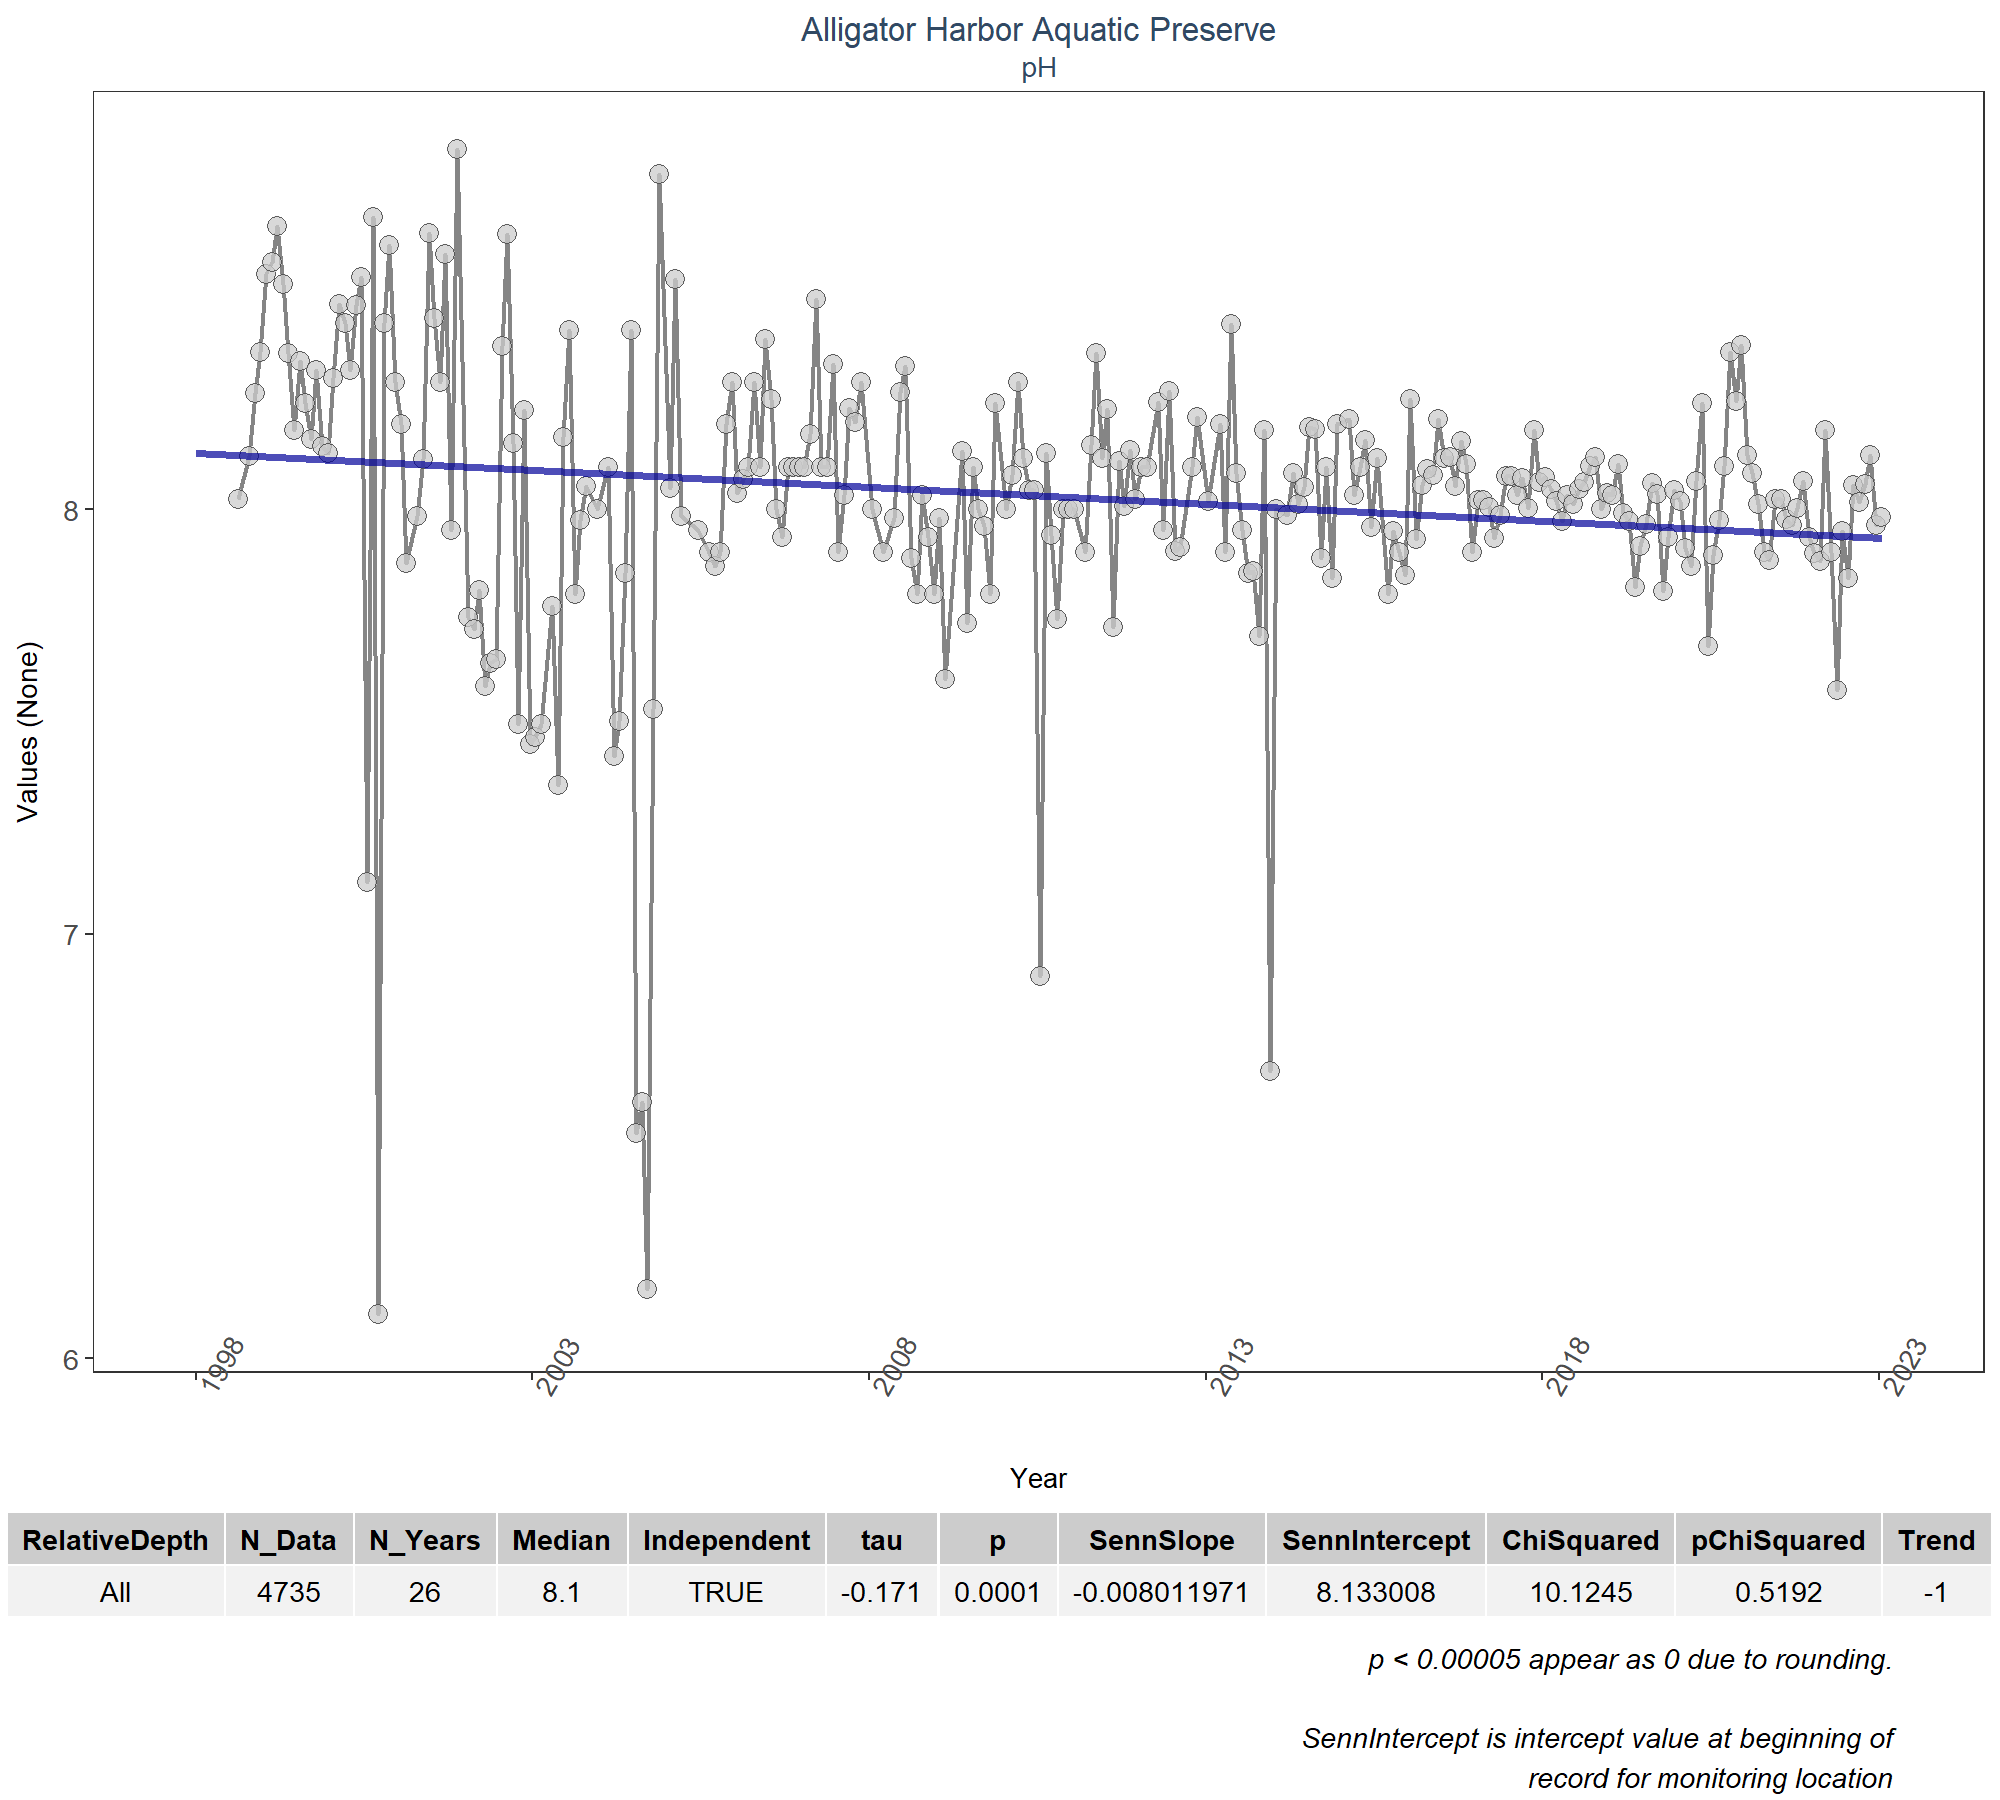 Alligator Harbor Aquatic Preserve
pH
Values (None)
8
7
6
1998
2003
2008
2013
2018
2023
Year
RelativeDepth N_Data N_Years Median Independent tau p SennSlope SennIntercept ChiSquared pChiSquared Trend
All 4735 26 8.1 TRUE -0.171 0.0001 -0.008011971 8.133008 10.1245 0.5192 -1
p < 0.00005 appear as 0 due to rounding.
SennIntercept is intercept value at beginning of
record for monitoring location